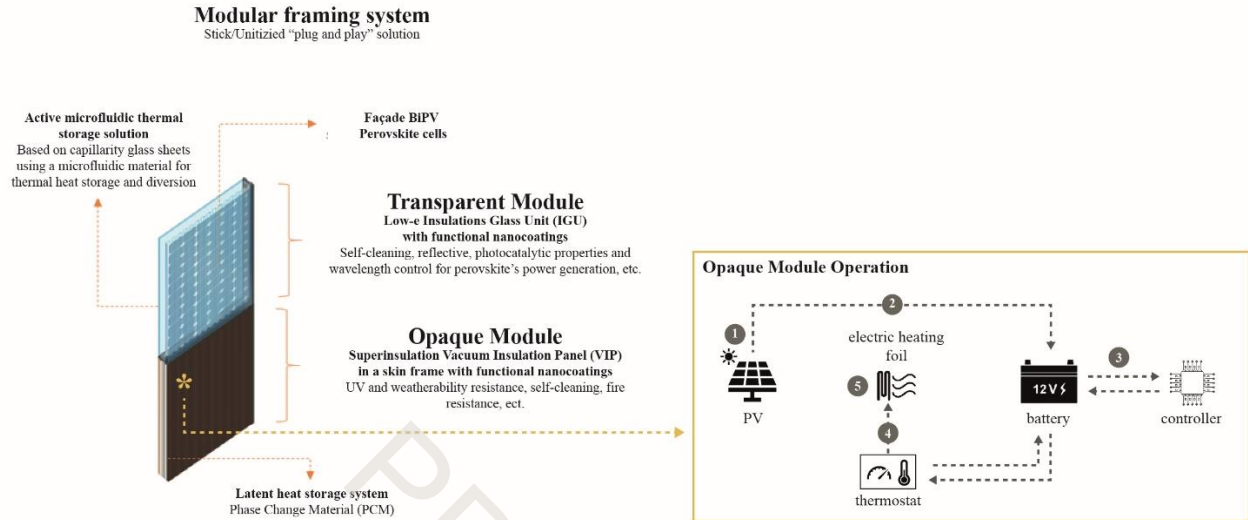 Modular framing system
Stick/Unitizied “plug and play” solution
Active microfluidic thermal
storage solution
Based on capillarity glass sheets
using a microfluidic material for
thermal heat storage and diversion
Façade BiPV
Perovskite cells
Transparent Module
Low-e Insulations Glass Unit (IGU)
with functional nanocoatings
Self-cleaning, reflective, photocatalytic properties and
wavelength control for perovskite’s power generation, etc.
Opaque Module
Superinsulation Vacuum Insulation Panel (VIP)
in a skin frame with functional nanocoatings
UV and weatherability resistance, self-cleaning, fire
resistance, ect.
Latent heat storage system
Phase Change Material (PCM)
Opaque Module Operation
1
2
3
4
5
PV
electric heating
foil
12V
battery
controller
thermostat